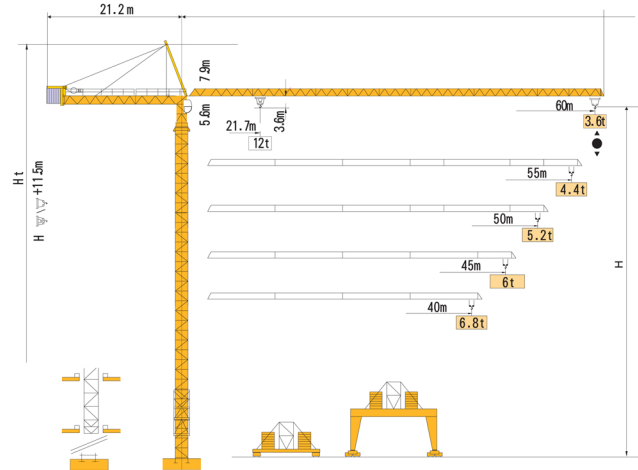 21.2 m
7.9m
5.6m
3.6m
21.7m
12t
60m
3.6t
55m
4.4t
50m
5.2t
45m
6t
40m
6.8t
Ht
H \ +11.5m
H